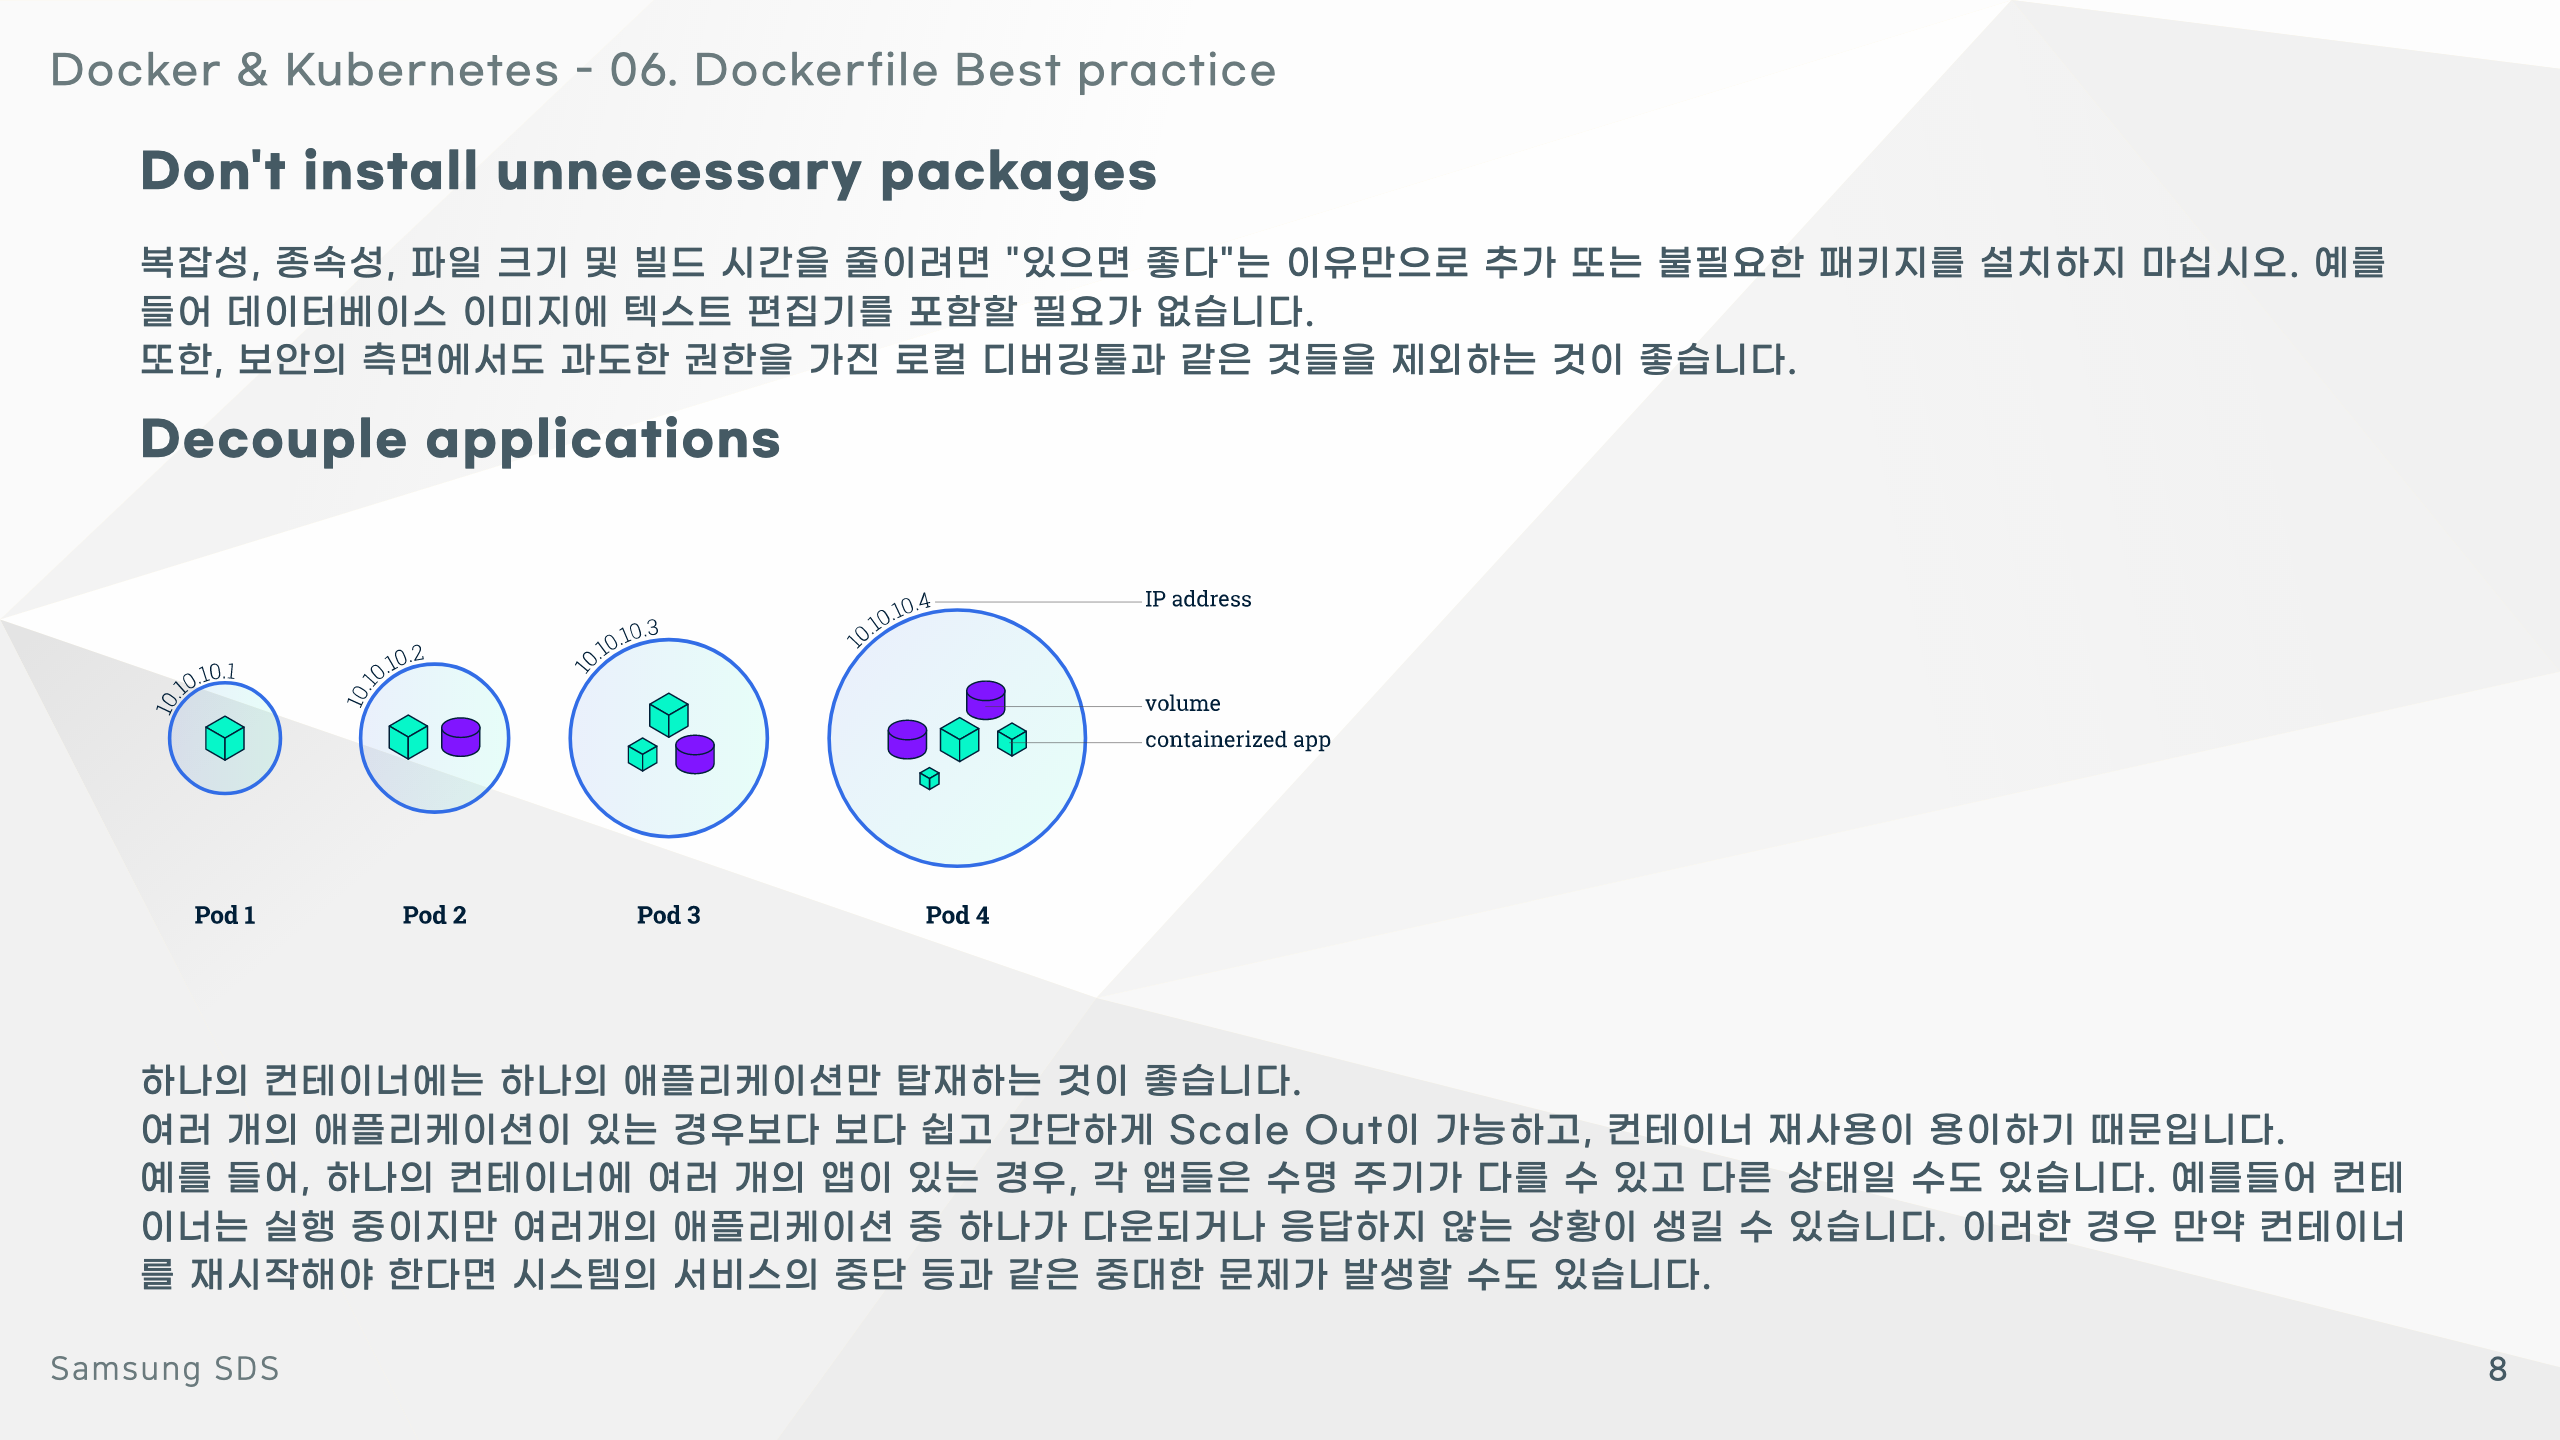 Docker & Kubernetes - 06. Dockerfile Best practice
Don't install unnecessary packages
복잡성, 종속성, 파일 크기 및 빌드 시간을 줄이려면 "있으면 좋다"는 이유만으로 추가 또는 불필요한 패키지를 설치하지 마십시오. 예를
들어 데이터베이스 이미지에 텍스트 편집기를 포함할 필요가 없습니다.
또한, 보안의 측면에서도 과도한 권한을 가진 로컬 디버깅툴과 같은 것들을 제외하는 것이 좋습니다.
Decouple applications
10.10.10.1
10.10.10.2
10.10.10.3
10.10.10.4
IP address
volume
containerized app
Pod 1
Pod 2
Pod 3
Pod 4
하나의 컨테이너에는 하나의 애플리케이션만 탑재하는 것이 좋습니다.
여러 개의 애플리케이션이 있는 경우보다 보다 쉽고 간단하게 Scale Out이 가능하고, 컨테이너 재사용이 용이하기 때문입니다.
예를 들어, 하나의 컨테이너에 여러 개의 앱이 있는 경우, 각 앱들은 수명 주기가 다를 수 있고 다른 상태일 수도 있습니다. 예를들어 컨테
이너는 실행 중이지만 여러개의 애플리케이션 중 하나가 다운되거나 응답하지 않는 상황이 생길 수 있습니다. 이러한 경우 만약 컨테이너
를 재시작해야 한다면 시스템의 서비스의 중단 등과 같은 중대한 문제가 발생할 수도 있습니다.
Samsung SDS
8